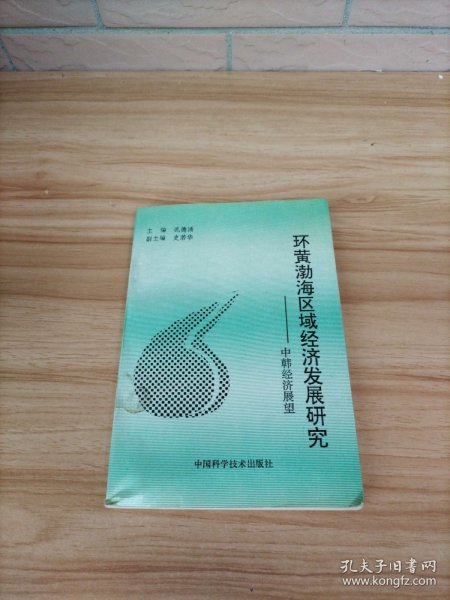 主 编 巩德涛
副主编 史若华
环黄渤海区域经济发展研究
——中韩经济展望
中国科学技术出版社
孔夫子旧书网
www.kongfz.com